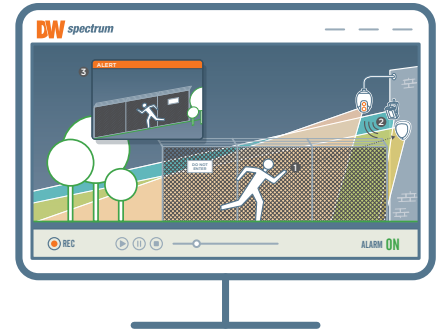 DW spectrum
ALERT
3
2
DO NOT
ENTER
1
REC
ALARM ON